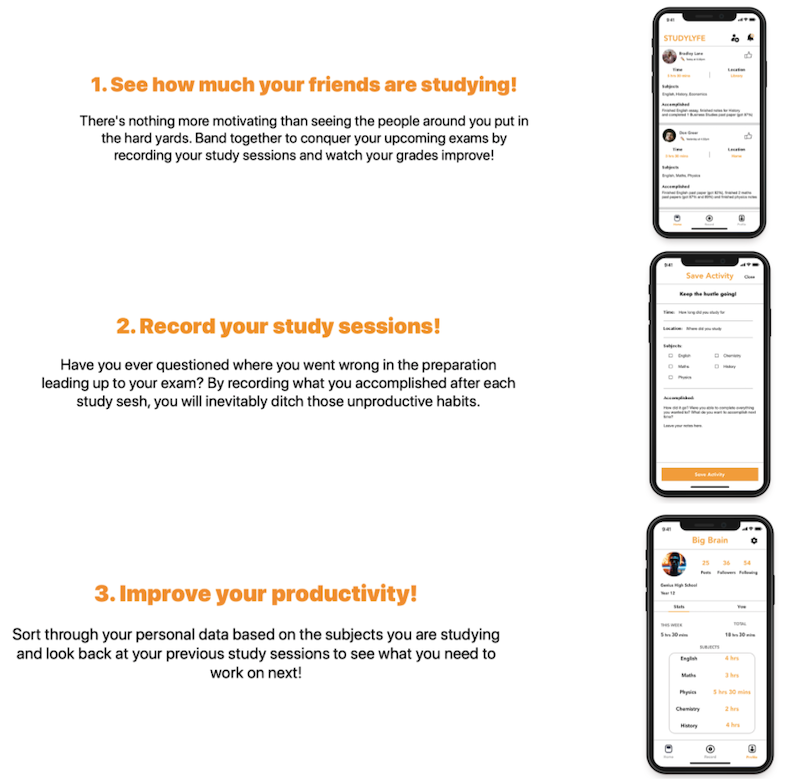 1. See how much your friends are studying!
There's nothing more motivating than seeing the people around you put in
the hard yards. Band together to conquer your upcoming exams by
recording your study sessions and watch your grades improve!
STUDYLYFE
Bradley Lane
Time
Location
Library
Subjects
English, History, Economics
Accomplished
Finished English essay, finished notes for history
and completed 1 Business Studies past paper (got 87%)
Time
Location
Home
Subjects
English, Maths, Physics
Accomplished
Finished English past paper (got 92%), finished 2 maths
past papers (got 87% and 89%) and finished physics notes
Home
Record
Profile
2. Record your study sessions!
Have you ever questioned where you went wrong in the preparation
leading up to your exam? By recording what you accomplished after each
study sesh, you will inevitably ditch those unproductive habits.
9:41
Save Activity
Close
Keep the hustle going!
Time: How long did you study for
Location: Where did you study
Subjects
English
Chemistry
Maths
History
Physics
Accomplished:
How did it go? Were you able to complete everything
you wanted to? What do you want to accomplish next
time?
Leave your notes here.
Save Activity
3. Improve your productivity!
Sort through your personal data based on the subjects you are studying
and look back at your previous study sessions to see what you need to
work on next!
9:41
Big Brain
25 36 54
Posts Followers Following
High School
Year 12
Stats
You
THIS WEEK
TOTAL
5 hrs 30 mins
18 hrs 30 mins
SUBJECTS
English 4 hrs
Maths 3 hrs
Physics 5 hrs 30 mins
Chemistry 2 hrs
History 4 hrs
Home
Record
Profile